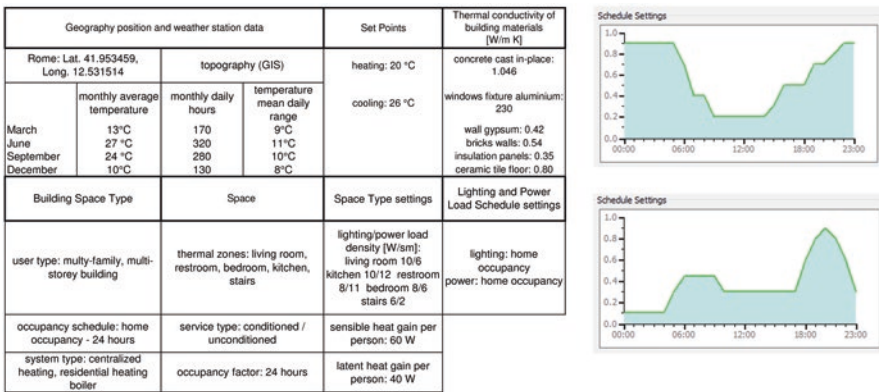 Geography position and weather station data
Set Points
Thermal conductivity of
building materials
[W/m K]
Rome: Lat. 41.953459,
Long. 12.531514
topography (GIS)
heating: 20 °C
cooling: 26 °C
concrete cast in-place:
1.046
windows fixture aluminium:
230
wall gypsum: 0.42
bricks walls: 0.54
insulation panels: 0.35
ceramic tile floor: 0.80
monthly average
temperature
monthly daily
hours
temperature
mean daily
range
March 13°C 170 9°C
June 27 °C 320 11°C
September 24 °C 280 10°C
December 10°C 130 8°C
Building Space Type
Space
Space Type settings
Lighting and Power
Load Schedule settings
user type: multy-family, multi-
storey building
thermal zones: living room,
restroom, bedroom, kitchen,
stairs
lighting/power load
density [W/sm]:
living room 10/6
kitchen 10/12 restroom
8/11 bedroom 8/6
stairs 6/2
lighting: home
occupancy
power: home occupancy
occupancy schedule: home
occupancy - 24 hours
service type: conditioned /
unconditioned
sensible heat gain per
person: 60 W
system type: centralized
heating, residential heating
boiler
occupancy factor: 24 hours
latent heat gain per
person: 40 W
Schedule Settings
1.0
0.8
0.6
0.4
0.2
00:00 06:00 12:00 18:00 23:00
Schedule Settings
1.0
0.8
0.6
0.4
0.2
00:00 06:00 12:00 18:00 23:00